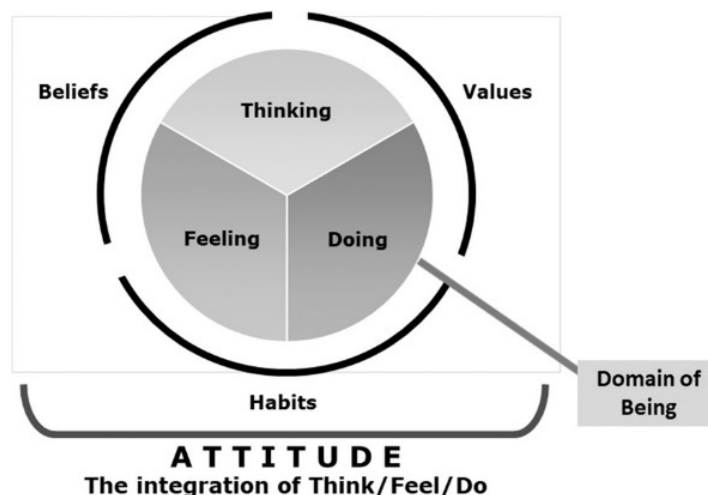 Beliefs
Values
Thinking
Feeling
Doing
Domain of
Being
Habits
ATTITUDE
The integration of Think/Feel/Do